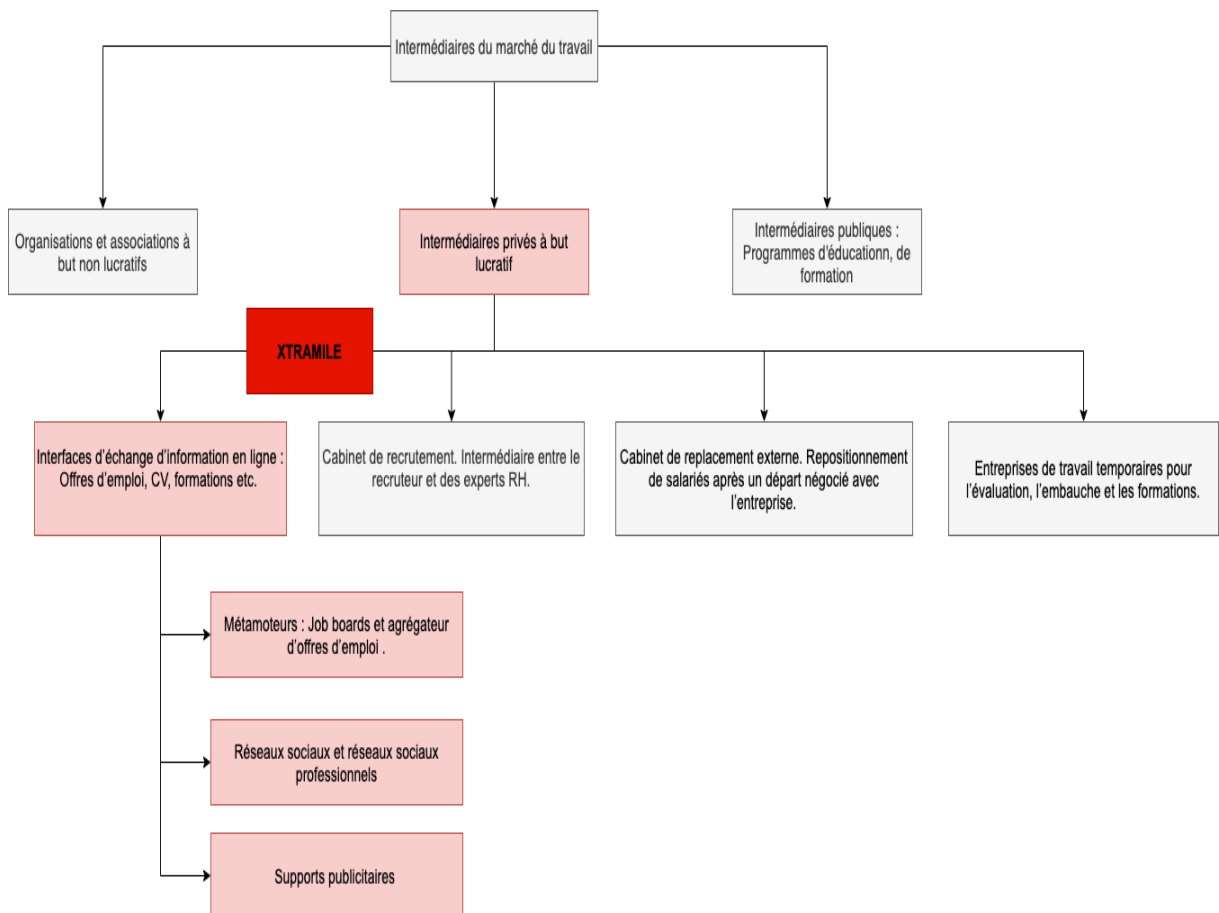 Intermédiaires du marché du travail
Organisations et associations à
but non lucratifs
Intermédiaires privés à but
lucratif
Intermédiaires publiques :
Programmes d'éducationn, de
formation
XTRAMILE
Interfaces d'échange d'information en ligne :
Offres d'emploi, CV, formations etc.
Cabinet de recrutement. Intermédiaire entre le
recruteur et des experts RH.
Cabinet de replacement externe. Repositionnement
de salariés après un départ négocié avec
l'entreprise.
Entreprises de travail temporaires pour
l'évaluation, l'embauche et les formations.
Métamoteurs : Job boards et agrégateur
d'offres d'emploi .
Réseaux sociaux et réseaux sociaux
professionnels
Supports publicitaires